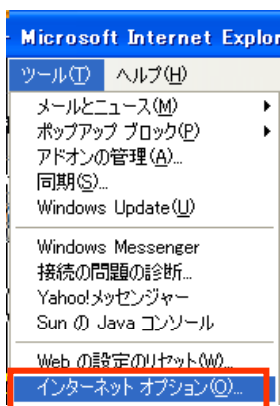 Microsoft Internet Explor
ツール(T) ヘルプ(H)
メールとニュース(M)
ポップアップ ブロック(P)
アドオンの管理(A)...
同期(S)...
Windows Update(U)
Windows Messenger
接続の問題の診断...
Yahoo!メッセンジャー
Sun の Java コンソール
Web の設定のリセット(W)...
インターネット オプション(O)...